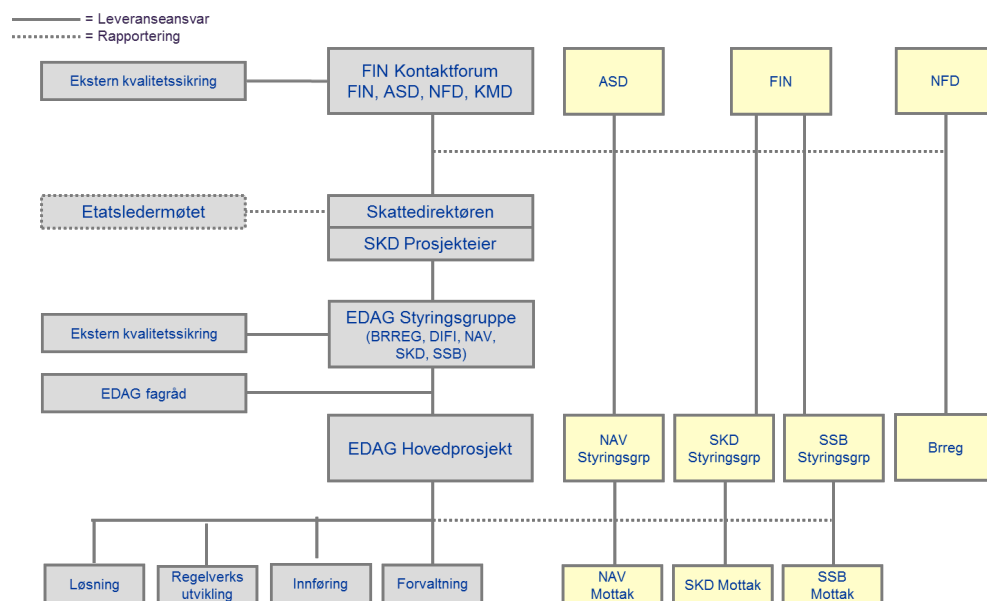 = Leveranseansvar
= Rapportering
Ekstern kvalitetssikring
FIN Kontaktforum
FIN, ASD, NFD, KMD
ASD
FIN
NFD
Etatsledermøtet
Skattedirektøren
SKD Prosjekteier
Ekstern kvalitetssikring
EDAG Styringsgruppe
(BRREG, DIFI, NAV,
SKD, SSB)
EDAG fagråd
EDAG Hovedprosjekt
NAV
Styringsgrp
SKD
Styringsgrp
SSB
Styringsgrp
Brreg
Løsning
Regelverks
utvikling
Innføring
Forvaltning
NAV
Mottak
SKD Mottak
SSB
Mottak